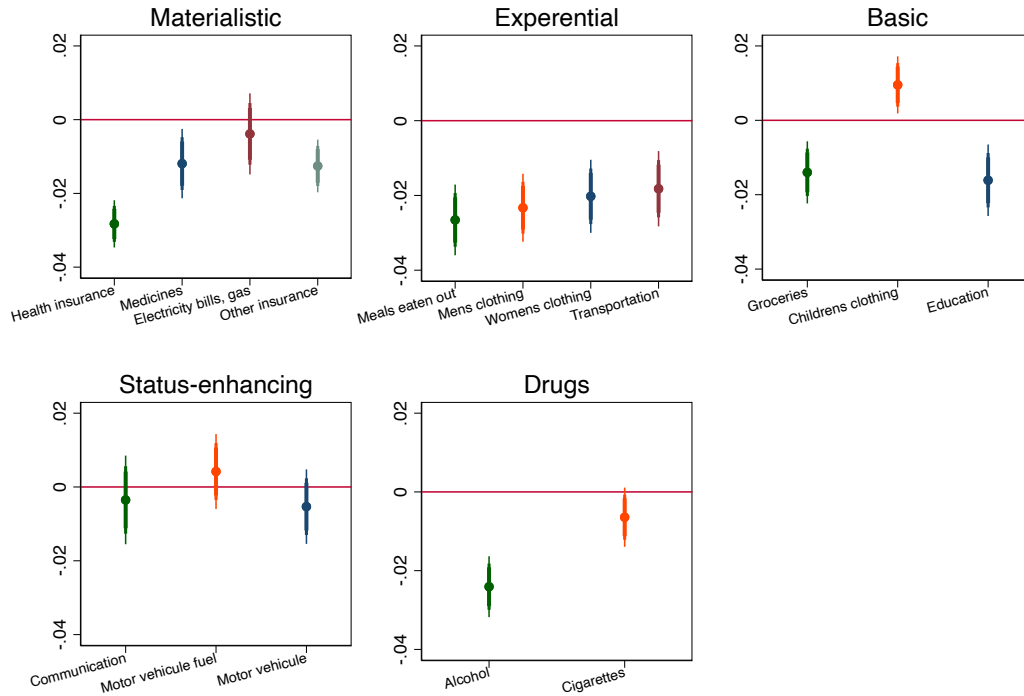 Materialistic
.02
0
-.02
-.04
Health insurance
Medicines
Electricity bills, gas
Other insurance
Experential
.02
0
-.02
-.04
Meals eaten out
Mens clothing
Womens clothing
Transportation
Basic
.02
0
-.02
-.04
Groceries
Childrens clothing
Education
Status-enhancing
.02
0
-.02
-.04
Communication
Motor vehicule fuel
Motor vehicule
Drugs
.02
0
-.02
-.04
Alcohol
Cigarettes